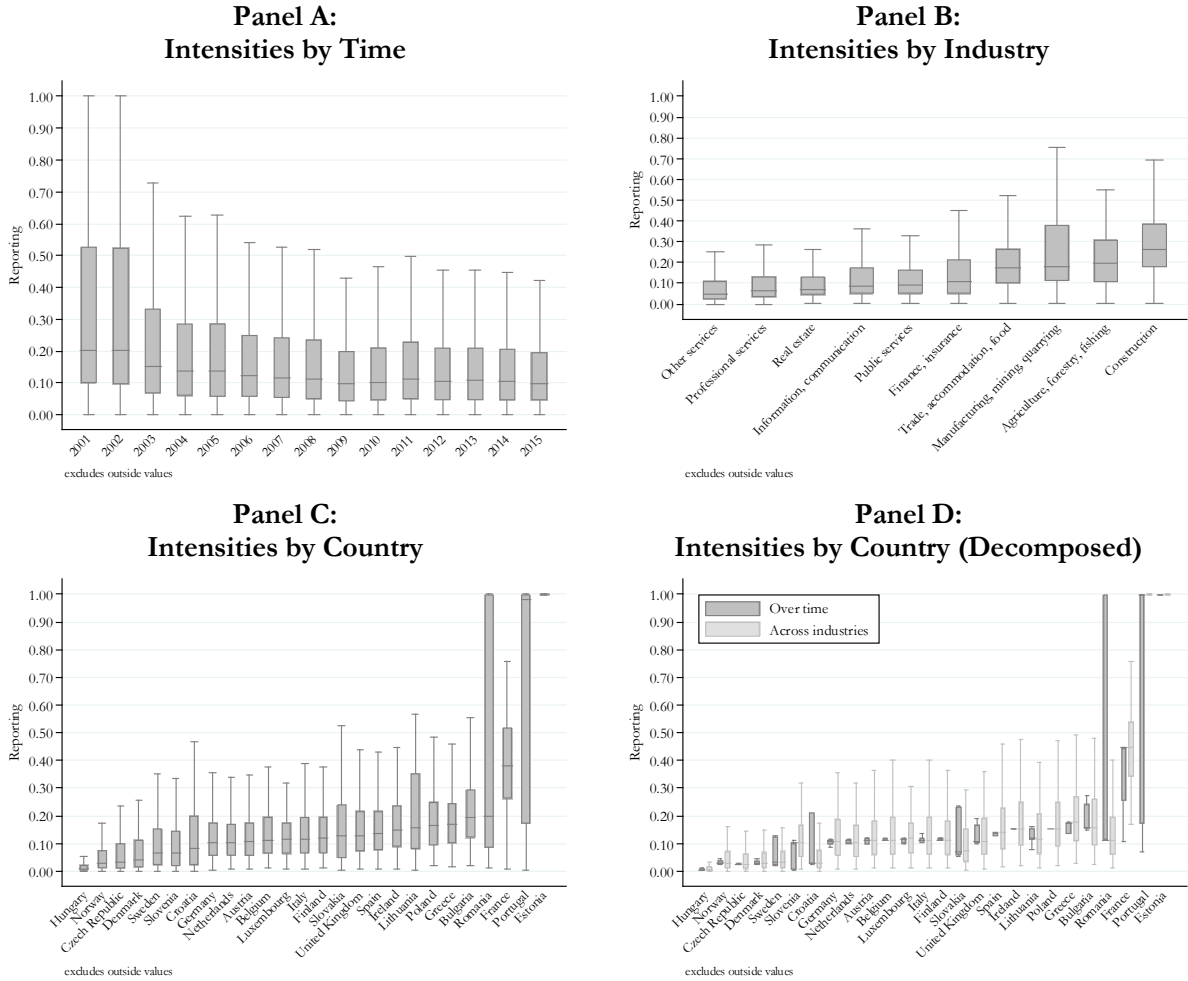 Panel A:
Intensities by Time
Reporting
1.00
0.90
0.80
0.70
0.60
0.50
0.40
0.30
0.20
0.10
0.00
2001
2002
2003
2004
2005
2006
2007
2008
2009
2010
2011
2012
2013
2014
2015
excludes outside values
Panel B:
Intensities by Industry
Reporting
1.00
0.90
0.80
0.70
0.60
0.50
0.40
0.30
0.20
0.10
0.00
Other services
Professional services
Real estate
Information, communication
Public services
Finance, insurance
Trade, accommodation, food
Manufacturing, mining, quarrying
Agriculture, forestry, fishing
Construction
excludes outside values
Panel C:
Intensities by Country
Reporting
1.00
0.90
0.80
0.70
0.60
0.50
0.40
0.30
0.20
0.10
0.00
Hungary
Norway
Czech Republic
Denmark
Sweden
Slovenia
Croatia
Germany
Netherlands
Austria
Belgium
Luxembourg
Italy
Finland
Slovakia
United Kingdom
Spain
Ireland
Lithuania
Poland
Greece
Bulgaria
Romania
France
Portugal
Estonia
excludes outside values
Panel D:
Intensities by Country (Decomposed)
Reporting
1.00
0.90
0.80
0.70
0.60
0.50
0.40
0.30
0.20
0.10
0.00
Over time
Across industries
Hungary
Norway
Czech Republic
Denmark
Sweden
Slovenia
Croatia
Germany
Netherlands
Austria
Belgium
Luxembourg
Italy
Finland
Slovakia
United Kingdom
Spain
Ireland
Lithuania
Poland
Greece
Bulgaria
Romania
France
Portugal
Estonia
excludes outside values